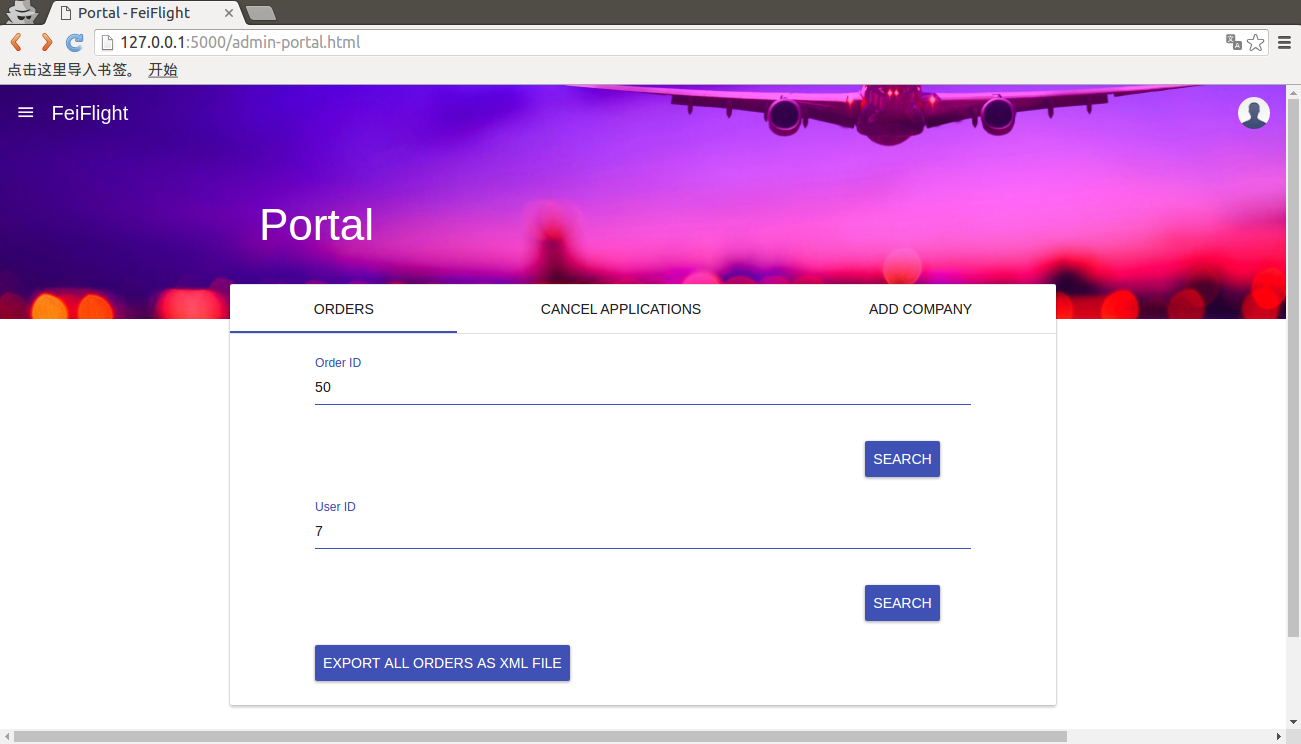 Portal - FeiFlight
127.0.0.1:5000/admin-portal.html
点击这里导入书签。 开始
FeiFlight
Portal
ORDERS CANCEL APPLICATIONS ADD COMPANY
Order ID
50
SEARCH
User ID
7
SEARCH
EXPORT ALL ORDERS AS XML FILE